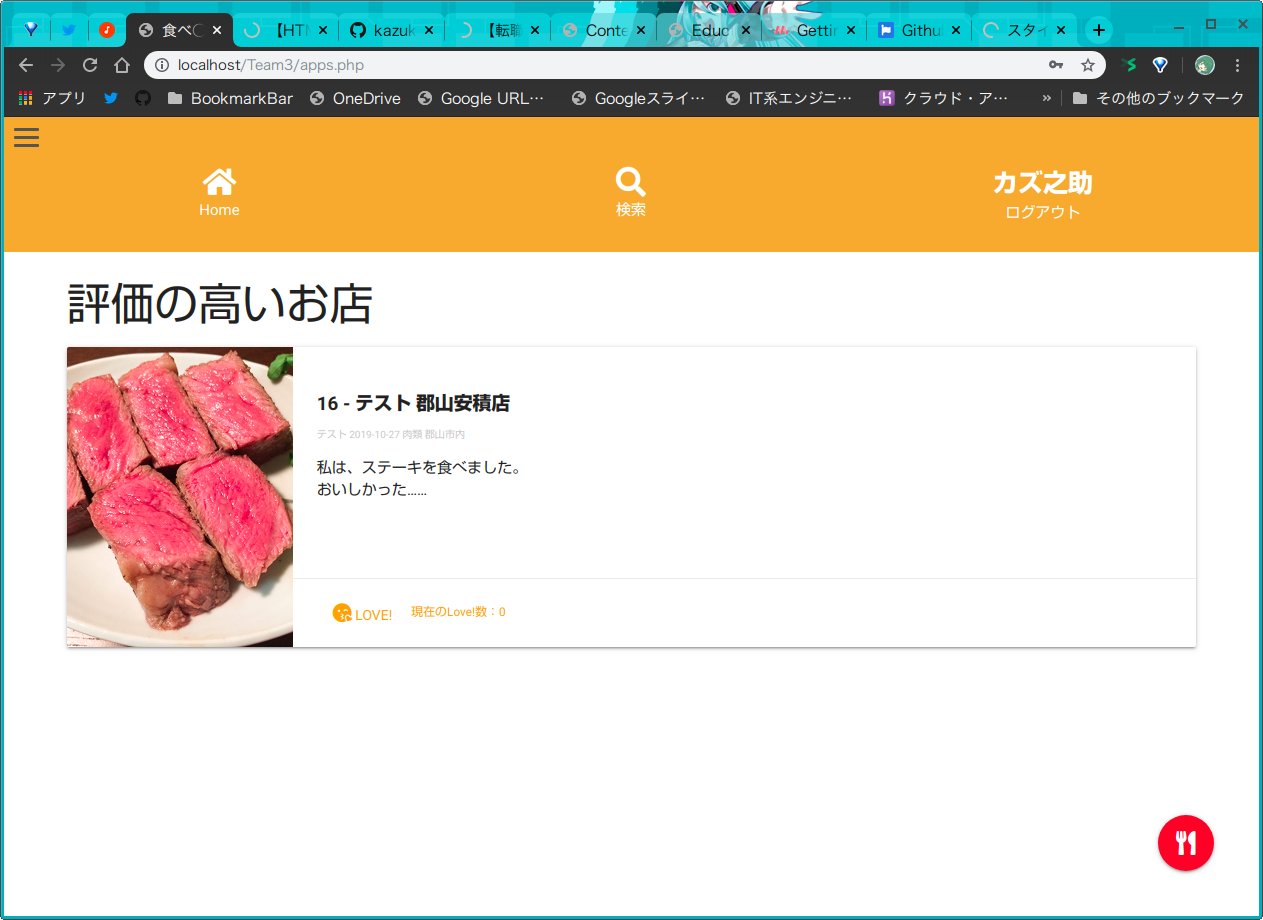 食べ
【HT
kazuk
【転職
Conte
Educ
Gettin
Githu
スタイ
localhost/Team3/apps.php
アプリ
BookmarkBar
OneDrive
Google URL…
Googleスライ…
IT系エンジニ…
クラウド・ア…
»
その他のブックマーク
Home
検索
カズ之助
ログアウト
評価の高いお店
16 - テスト 郡山安積店
テスト 2019-10-27 肉類 郡山市内
私は、ステーキを食べました。
おいしかった……
LOVE!
現在のLove!数：0